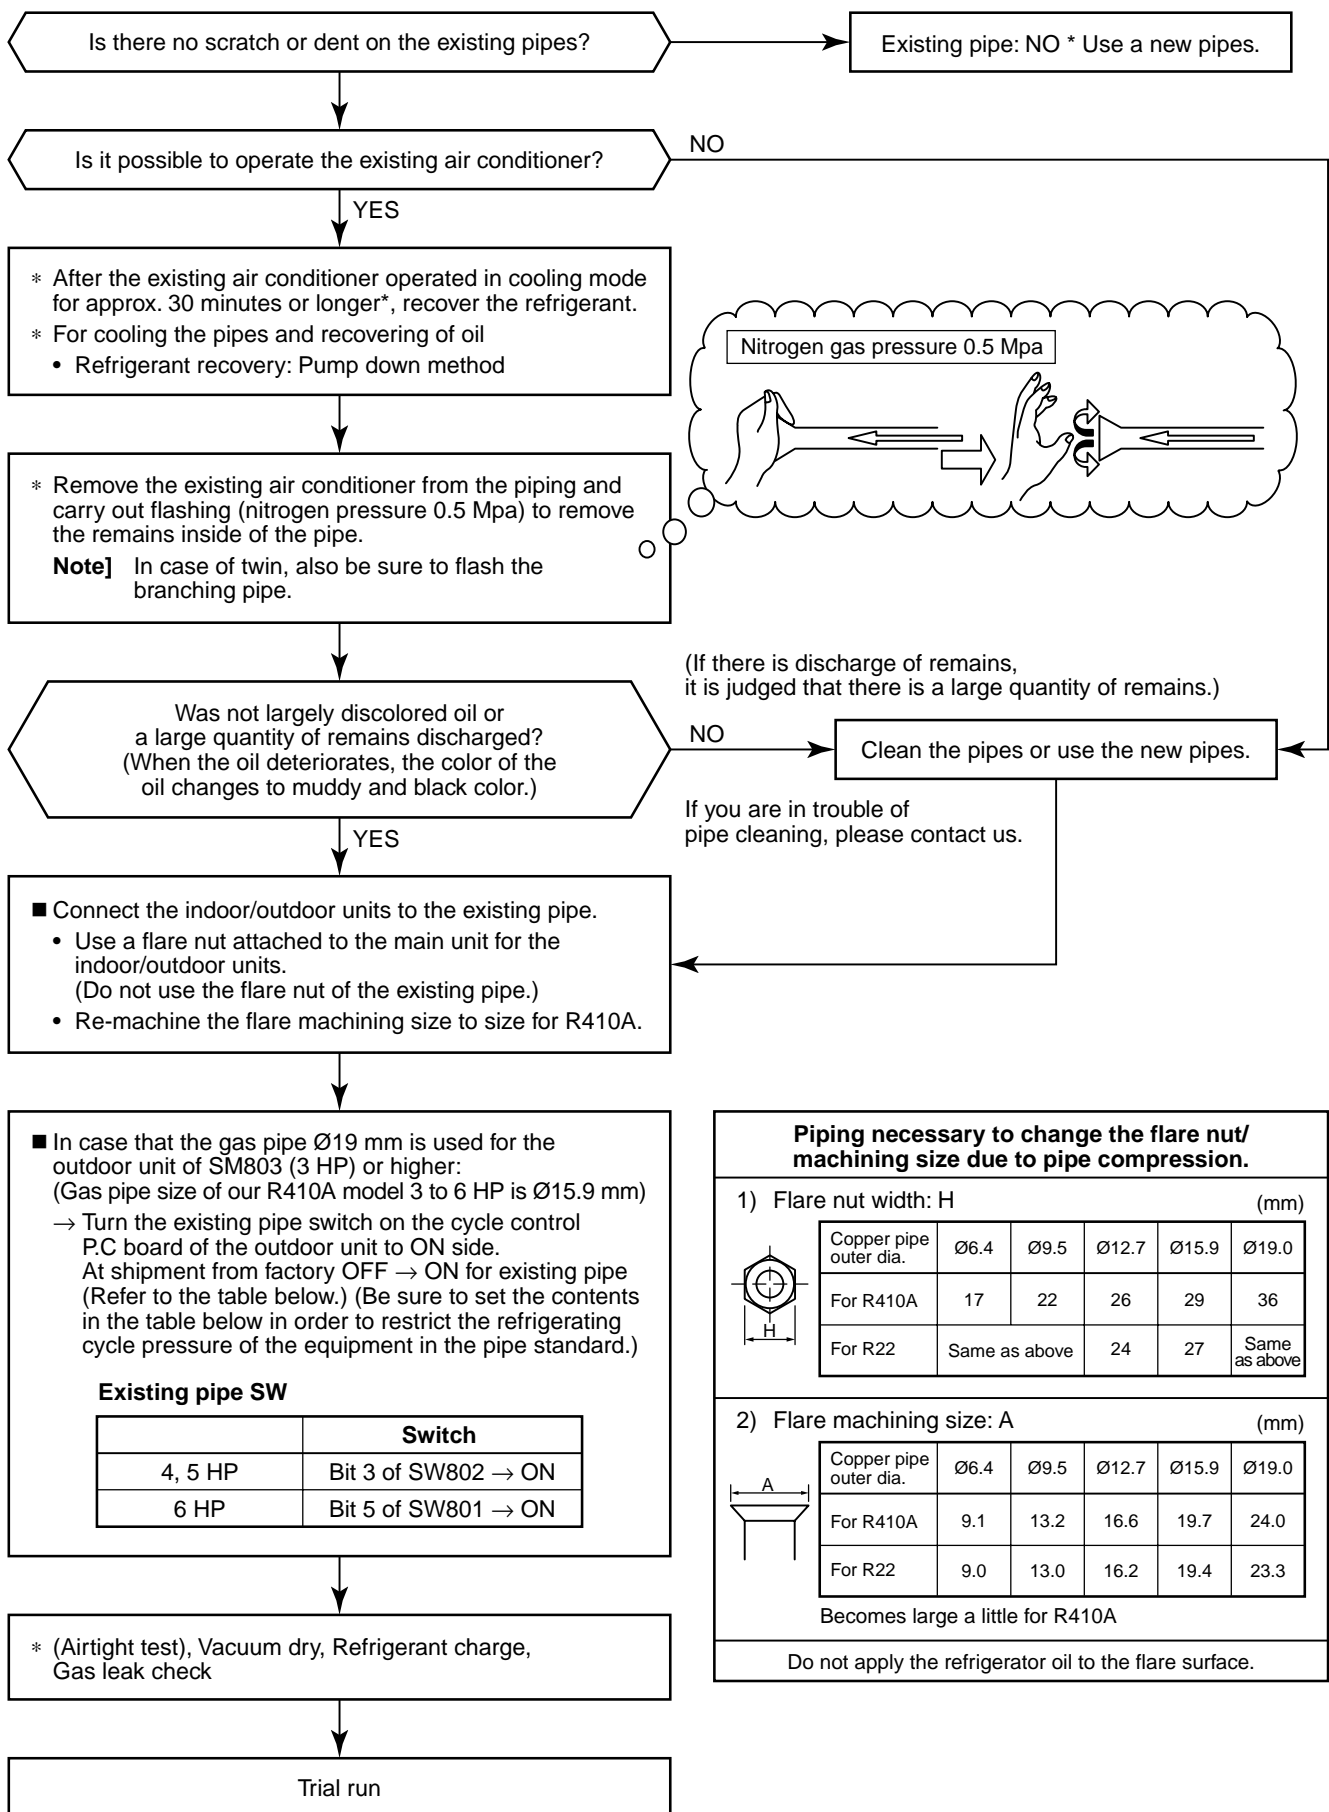 Is there no scratch or dent on the existing pipes?
Existing pipe: NO * Use a new pipes.
Is it possible to operate the existing air conditioner?
NO
YES
* After the existing air conditioner operated in cooling mode
for approx. 30 minutes or longer*, recover the refrigerant.
* For cooling the pipes and recovering of oil
• Refrigerant recovery: Pump down method
Nitrogen gas pressure 0.5 Mpa
* Remove the existing air conditioner from the piping and
carry out flashing (nitrogen pressure 0.5 Mpa) to remove
the remains inside of the pipe.
Note] In case of twin, also be sure to flash the
branching pipe.
(If there is discharge of remains,
it is judged that there is a large quantity of remains.)
Was not largely discolored oil or
a large quantity of remains discharged?
(When the oil deteriorates, the color of the
oil changes to muddy and black color.)
NO
Clean the pipes or use the new pipes.
If you are in trouble of
pipe cleaning, please contact us.
YES
■ Connect the indoor/outdoor units to the existing pipe.
• Use a flare nut attached to the main unit for the
indoor/outdoor units.
(Do not use the flare nut of the existing pipe.)
• Re-machine the flare machining size to size for R410A.
■ In case that the gas pipe Ø19 mm is used for the
outdoor unit of SM803 (3 HP) or higher:
(Gas pipe size of our R410A model 3 to 6 HP is Ø15.9 mm)
→ Turn the existing pipe switch on the cycle control
P.C board of the outdoor unit to ON side.
At shipment from factory OFF → ON for existing pipe
(Refer to the table below.) (Be sure to set the contents
in the table below in order to restrict the refrigerating
cycle pressure of the equipment in the pipe standard.)
Existing pipe SW
Switch
4, 5 HP Bit 3 of SW802 → ON
6 HP Bit 5 of SW801 → ON
Piping necessary to change the flare nut/
machining size due to pipe compression.
1) Flare nut width: H (mm)
H
Copper pipe
outer dia. Ø6.4 Ø9.5 Ø12.7 Ø15.9 Ø19.0
For R410A 17 22 26 29 36
For R22 Same as above 24 27 Same
as above
2) Flare machining size: A (mm)
A
Copper pipe
outer dia. Ø6.4 Ø9.5 Ø12.7 Ø15.9 Ø19.0
For R410A 9.1 13.2 16.6 19.7 24.0
For R22 9.0 13.0 16.2 19.4 23.3
Becomes large a little for R410A
Do not apply the refrigerator oil to the flare surface.
* (Airtight test), Vacuum dry, Refrigerant charge,
Gas leak check
Trial run